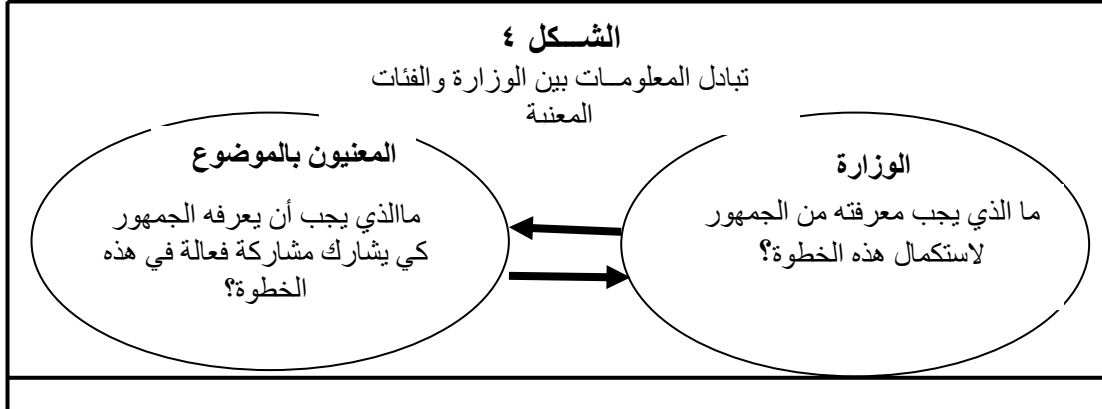 الشـــكل ٤
تبادل المعلومــات بين الوزارة والفئات
المعنية
الوزارة
ما الذي يجب معرفته من الجمهور
لاستكمال هذه الخطوة؟
المعنيون بالموضوع
ماالذي يجب أن يعرفه الجمهور
كي يشارك مشاركة فعالة في هذه
الخطوة؟